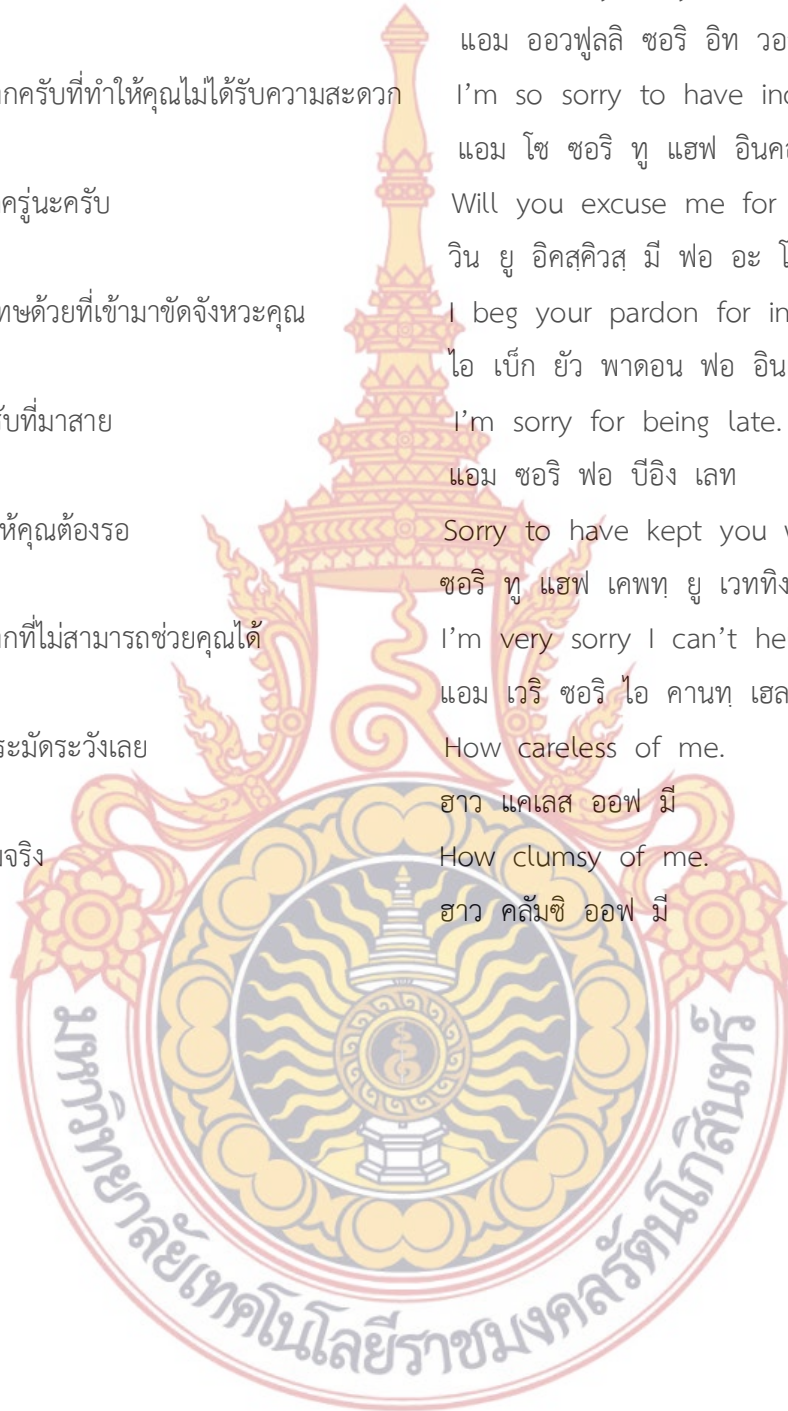 แอม ออวฟูลลิ ซอริ อิท วอ
กครับที่ทำให้คุณไม่ได้รับความสะดวก I'm so sorry to have
แอม โซ ซอริ ทู แฮฟ
ครู่นะครับ Will you excuse me for
วิน ยู อิคสฺคิวสฺ มี ฟอ อะ
ทษด้วยที่เข้ามาขัดจังหวะคุณ I beg your pardon for
ไอ เบ็ก ยัว พาดอน ฟอ อิน
รับที่มาสาย I'm sorry for being late.
แอม ซอริ ฟอ บีอิง เลท
ห้คุณต้องรอ Sorry to have kept you
ซอริ ทู แฮฟ เคพทฺ ยู เวททิง
กที่ไม่สามารถช่วยคุณได้ I'm very sorry I can't
แอม เวริ ซอริ ไอ คานทฺ เฮล
ระมัดระวังเลย How careless of me.
ฮาว แคเลส ออฟ มี
จริง How clumsy of me.
ฮาว คลัมซิ ออฟ มี
มหาวิทยาลัยเทคโนโลยีราชมงคลรัตนโกสินทร์